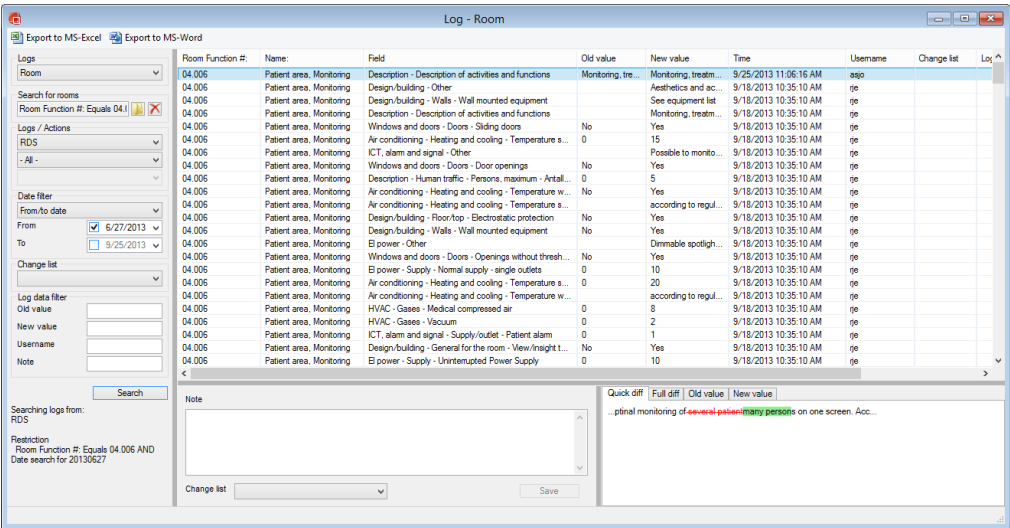 Log - Room
Export to MS-Excel Export to MS-Word
Logs
Room
Search for rooms
Room Function #: Equals 04.(
Logs / Actions
RDS
- All -
Date filter
From/to date
From 6/27/2013
To 9/25/2013
Change list
Log data filter
Old value
New value
Username
Note
Search
Searching logs from:
RDS
Restriction
Room Function #: Equals 04.006 AND
Date search for 20130627
Room Function #: Name: Field Old value New value Time Username Change list Log
04.006 Patient area, Monitoring Description - Description of activities and functions Monitoring, tre... Monitoring, treatm... 9/25/2013 11:06:16 AM asjo
04.006 Patient area, Monitoring Design/building - Other Aesthetics and ac... 9/18/2013 10:35:10 AM rje
04.006 Patient area, Monitoring Design/building - Walls - Wall mounted equipment See equipment list 9/18/2013 10:35:10 AM rje
04.006 Patient area, Monitoring Description - Description of activities and functions Monitoring, treatm... 9/18/2013 10:35:10 AM rje
04.006 Patient area, Monitoring Windows and doors - Doors - Sliding doors No Yes 9/18/2013 10:35:10 AM rje
04.006 Patient area, Monitoring Air conditioning - Heating and cooling - Temperature s... 0 15 9/18/2013 10:35:10 AM rje
04.006 Patient area, Monitoring ICT, alarm and signal - Other Possible to monito... 9/18/2013 10:35:10 AM rje
04.006 Patient area, Monitoring Windows and doors - Doors - Door openings No Yes 9/18/2013 10:35:10 AM rje
04.006 Patient area, Monitoring Description - Human traffic - Persons, maximum - Antall... 0 5 9/18/2013 10:35:10 AM rje
04.006 Patient area, Monitoring Air conditioning - Heating and cooling - Temperature w... No Yes 9/18/2013 10:35:10 AM rje
04.006 Patient area, Monitoring Air conditioning - Heating and cooling - Temperature s... according to regul... 9/18/2013 10:35:10 AM rje
04.006 Patient area, Monitoring Design/building - Floor/top - Electrostatic protection No Yes 9/18/2013 10:35:10 AM rje
04.006 Patient area, Monitoring Design/building - Walls - Wall mounted equipment No Yes 9/18/2013 10:35:10 AM rje
04.006 Patient area, Monitoring El power - Other Dimmable spotligh... 9/18/2013 10:35:10 AM rje
04.006 Patient area, Monitoring Windows and doors - Doors - Openings without thresh... No Yes 9/18/2013 10:35:10 AM rje
04.006 Patient area, Monitoring El power - Supply - Normal supply - single outlets 0 10 9/18/2013 10:35:10 AM rje
04.006 Patient area, Monitoring Air conditioning - Heating and cooling - Temperature s... 0 20 9/18/2013 10:35:10 AM rje
04.006 Patient area, Monitoring Air conditioning - Heating and cooling - Temperature w... according to regul... 9/18/2013 10:35:10 AM rje
04.006 Patient area, Monitoring HVAC - Gases - Medical compressed air 0 8 9/18/2013 10:35:10 AM rje
04.006 Patient area, Monitoring HVAC - Gases - Vacuum 0 2 9/18/2013 10:35:10 AM rje
04.006 Patient area, Monitoring ICT, alarm and signal - Supply/outlet - Patient alarm 0 1 9/18/2013 10:35:10 AM rje
04.006 Patient area, Monitoring Design/building - General for the room - View/Insight t... No Yes 9/18/2013 10:35:10 AM rje
04.006 Patient area, Monitoring El power - Supply - Uninterrupted Power Supply 0 10 9/18/2013 10:35:10 AM rje
Note
Change list Save
Quick diff Full diff Old value New value
...ptinal monitoring of several patientmany persons on one screen. Acc...